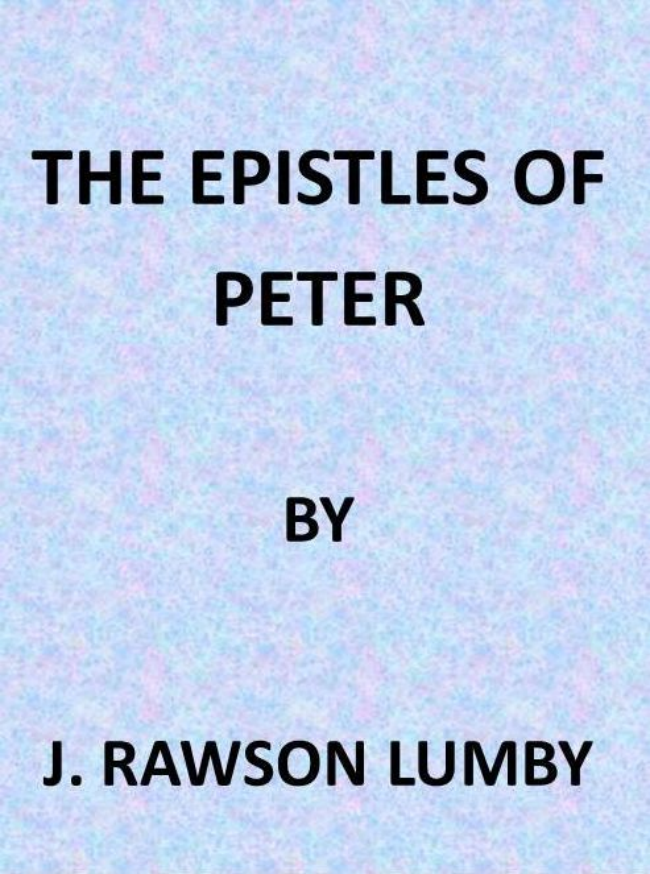 THE EPISTLES OF
PETER
BY
J. RAWSON LUMBY